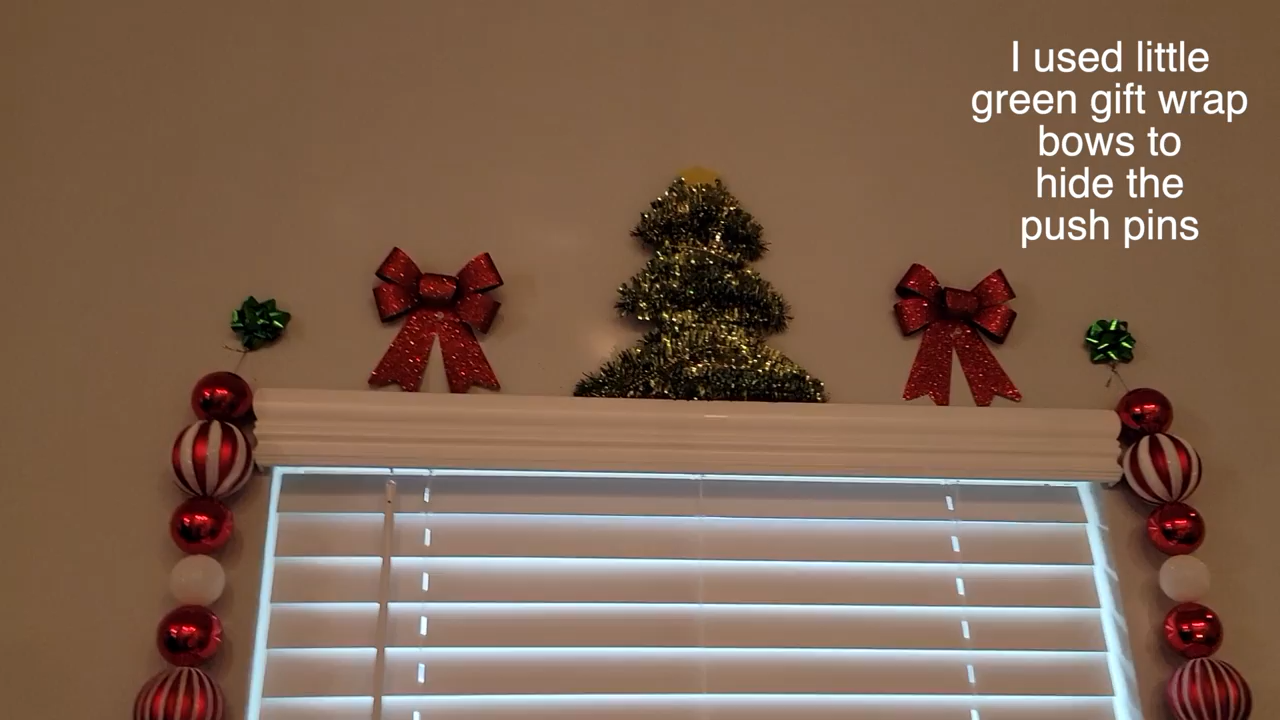 I used little
green gift wrap
bows to
hide the
push pins